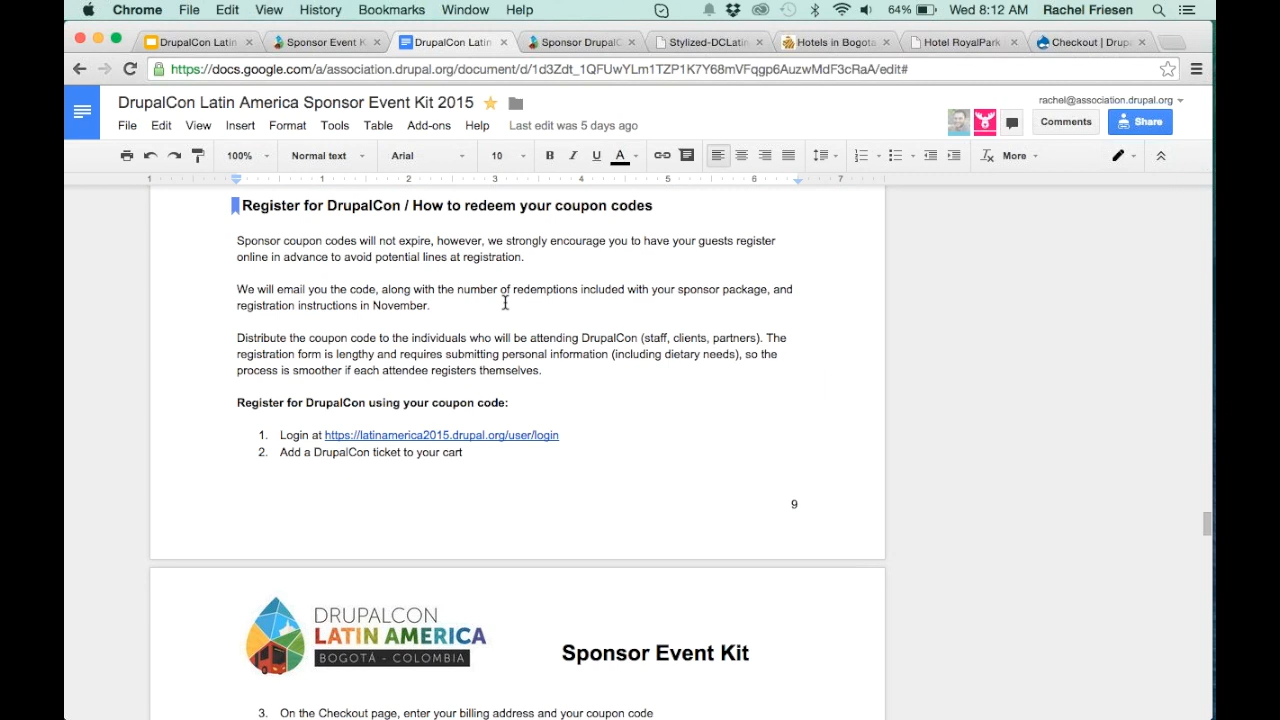 Chrome File Edit View History Bookmarks Window Help 64% Wed 8:12 AM Rachel Friesen
DrupalCon Latin Sponsor Event K DrupalCon Latin Sponsor DrupalC Stylized-DCLatin Hotels in Bogota Hotel RoyalPark Checkout | Drupa
https://docs.google.com/a/association.drupal.org/document/d/1d3Zdt_1QFUwYLm1TZP1K7Y68mVFqgp6AuzwMdF3cRaA/edit#
DrupalCon Latin America Sponsor Event Kit 2015
rachel@association.drupal.org
File Edit View Insert Format Tools Table Add-ons Help Last edit was 5 days ago
Comments Share
100% Normal text Arial 10 B I U A More
1 1 2 3 4 5 6 7
Register for DrupalCon / How to redeem your coupon codes
Sponsor coupon codes will not expire, however, we strongly encourage you to have your guests register
online in advance to avoid potential lines at registration.
We will email you the code, along with the number of redemptions included with your sponsor package, and
registration instructions in November.
Distribute the coupon code to the individuals who will be attending DrupalCon (staff, clients, partners). The
registration form is lengthy and requires submitting personal information (including dietary needs), so the
process is smoother if each attendee registers themselves.
Register for DrupalCon using your coupon code:
1. Login at https://latinamerica2015.drupal.org/user/login
2. Add a DrupalCon ticket to your cart
9
DRUPALCON
LATIN AMERICA
BOGOTÁ - COLOMBIA
Sponsor Event Kit
3. On the Checkout page, enter your billing address and your coupon code